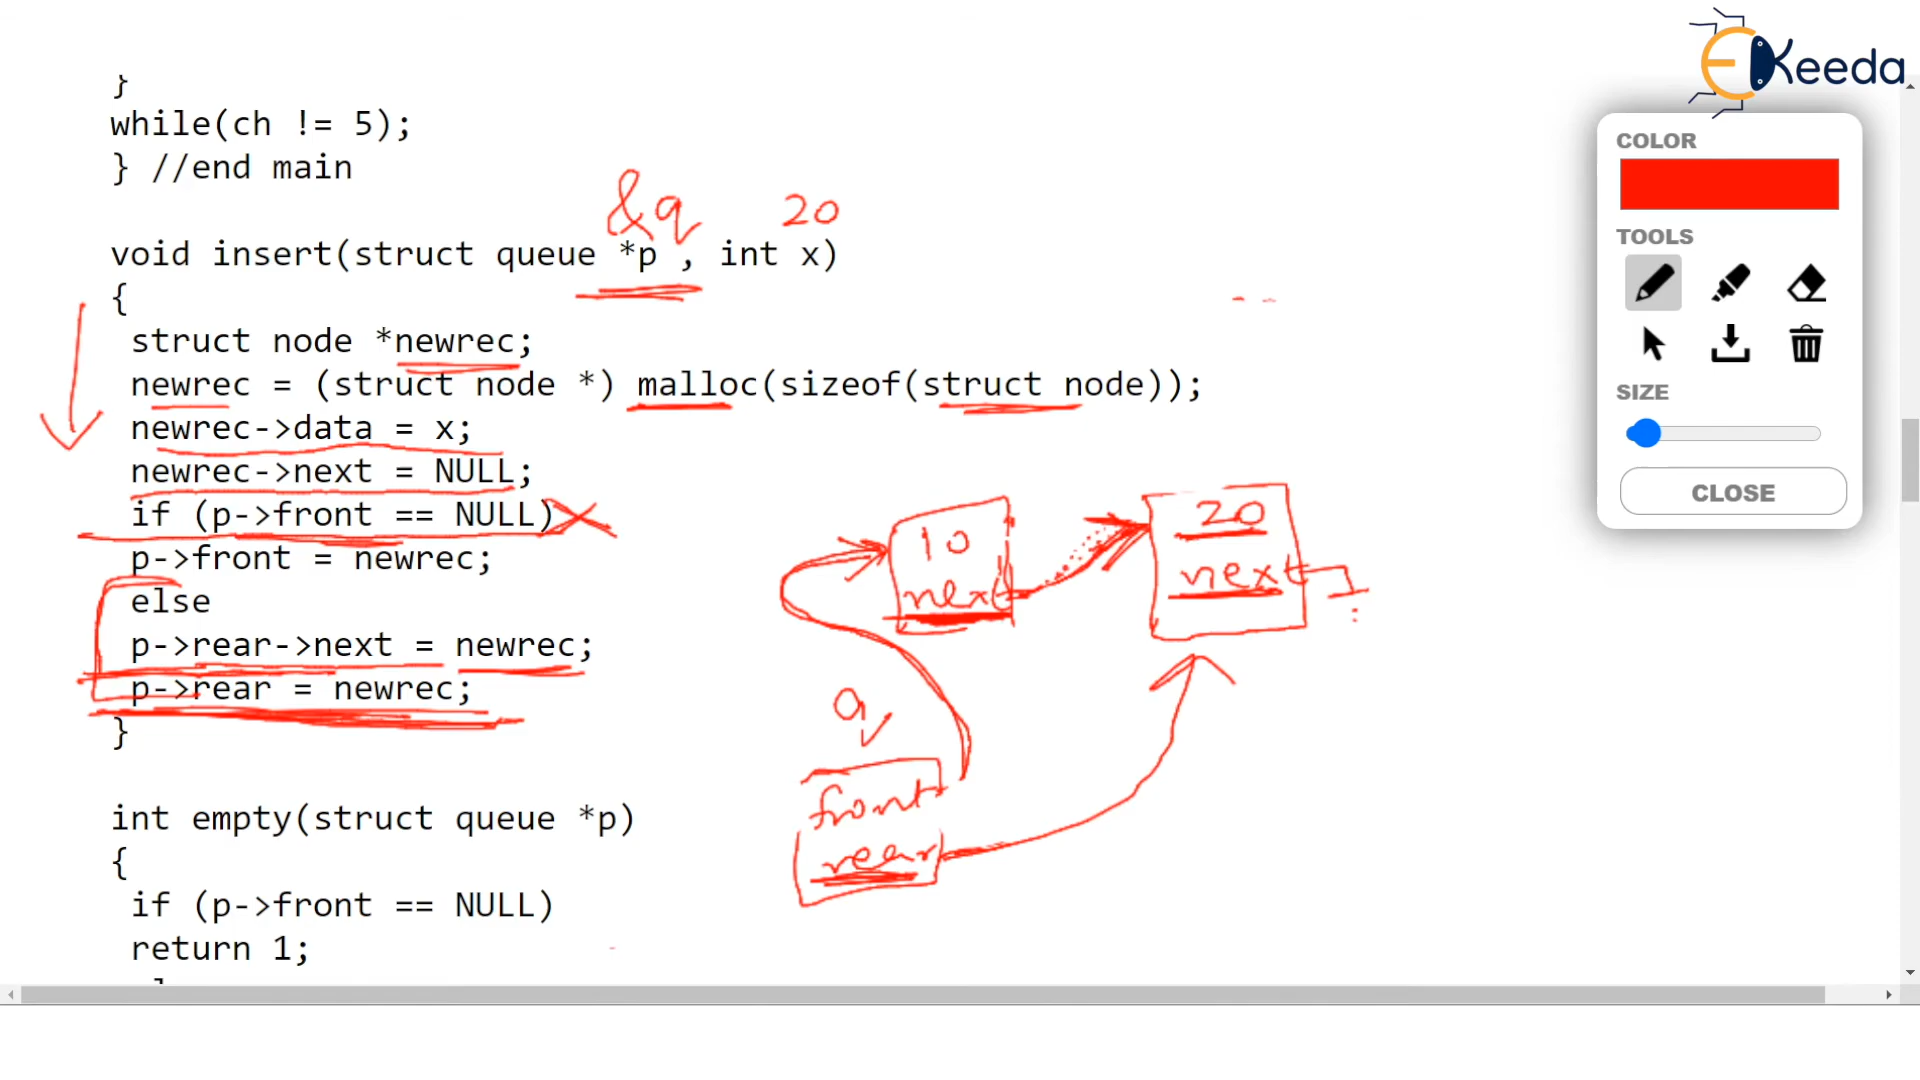 EKeeda
}
while(ch != 5);
} //end main
&q 20
void insert(struct queue *p , int x)
{
struct node *newrec;
newrec = (struct node *) malloc(sizeof(struct node));
newrec->data = x;
newrec->next = NULL;
if (p->front == NULL)
p->front = newrec;
else
p->rear->next = newrec;
p->rear = newrec;
}
int empty(struct queue *p)
{
if (p->front == NULL)
return 1;
10
next
20
next
q
front
rear
COLOR
TOOLS
SIZE
CLOSE